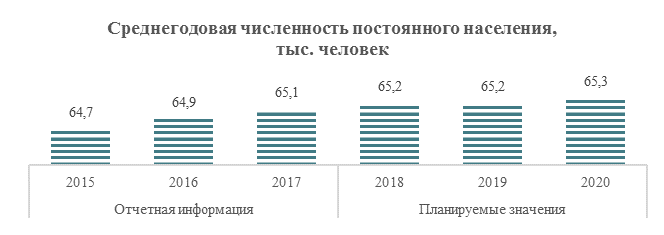 Среднегодовая численность постоянного населения,
тыс. человек
64,7 64,9 65,1 65,2 65,2 65,3
2015 2016 2017 2018 2019 2020
Отчетная информация Планируемые значения